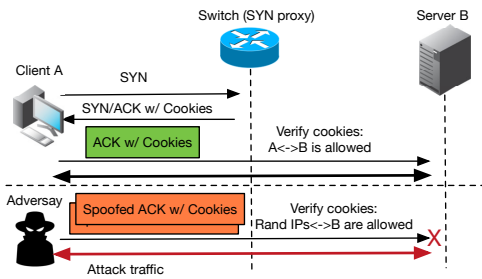 Switch (SYN proxy)
Server B
Client A
SYN
SYN/ACK w/ Cookies
ACK w/ Cookies
Verify cookies:
A<->B is allowed
Adversay
Spoofed ACK w/ Cookies
Verify cookies:
Rand IPs<->B are allowed
X
Attack traffic